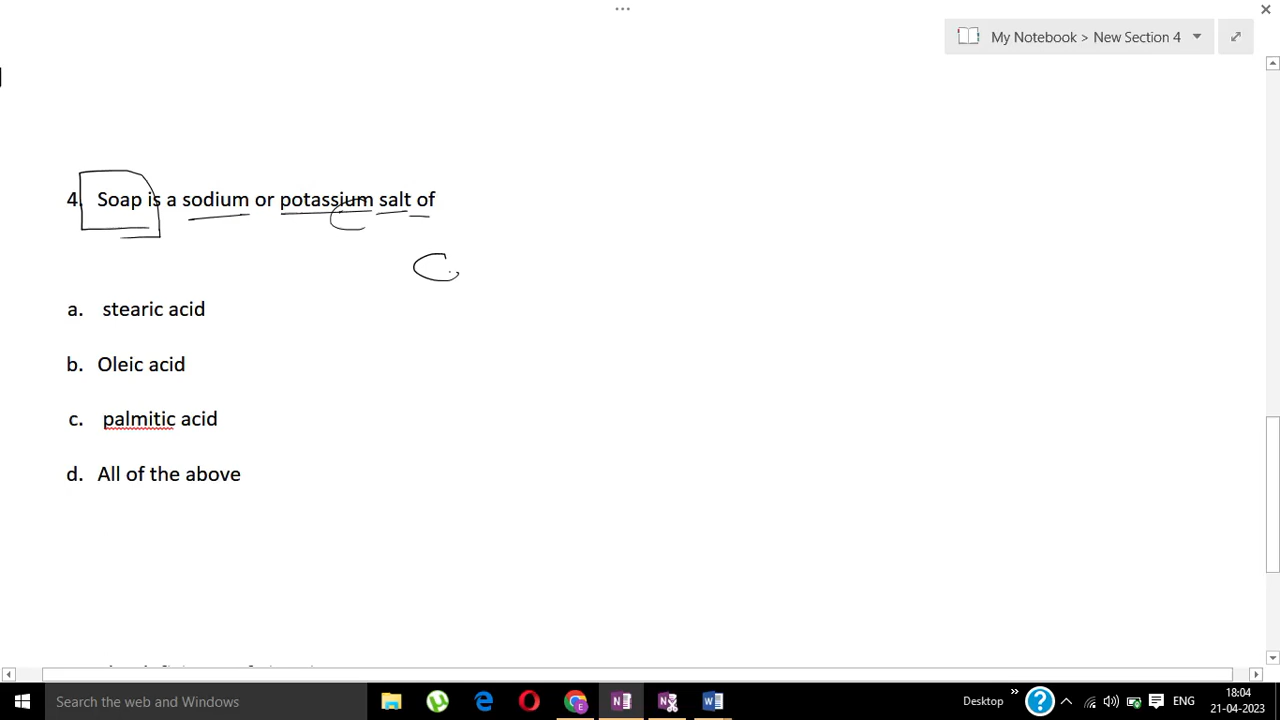 My Notebook > New Section 4
4. Soap is a sodium or potassium salt of
C
a. stearic acid
b. Oleic acid
c. palmitic acid
d. All of the above
Search the web and Windows
Desktop
ENG
18:04
21-04-2023